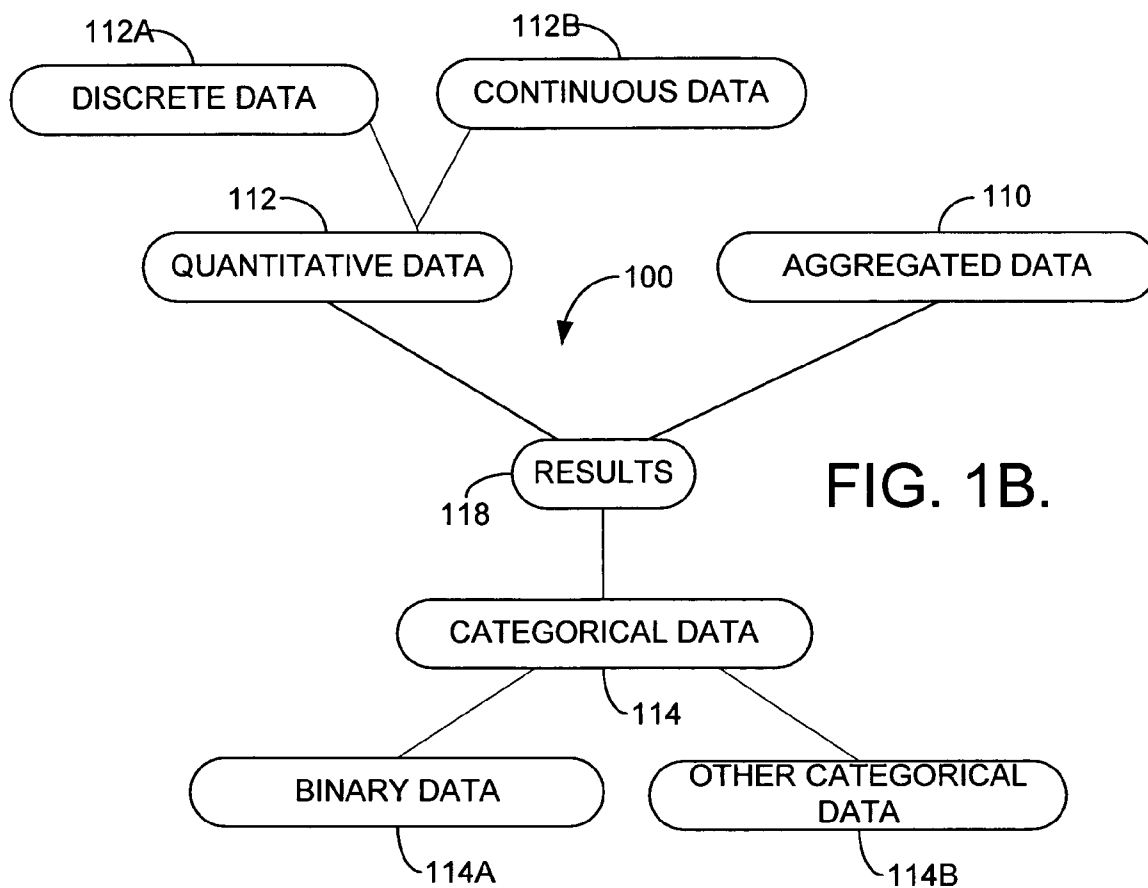 112A
112B
DISCRETE DATA
CONTINUOUS DATA
112
110
QUANTITATIVE DATA
AGGREGATED DATA
100
RESULTS
118
FIG. 1B.
CATEGORICAL DATA
114
BINARY DATA
OTHER CATEGORICAL
DATA
114A
114B